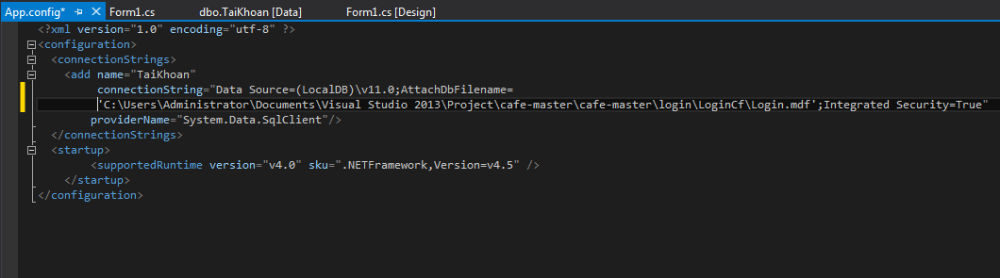 App.config* Form1.cs dbo.TaiKhoan [Data] Form1.cs [Design]
<?xml version="1.0" encoding="utf-8" ?>
<configuration>
<connectionStrings>
<add name="TaiKhoan"
connectionString="Data Source=(LocalDB)\v11.0;AttachDbFilename=
'C:\Users\Administrator\Documents\Visual Studio 2013\Project\cafe-master\cafe-master\login\LoginCf\Login.mdf';Integrated Security=True"
providerName="System.Data.SqlClient"/>
</connectionStrings>
<startup>
<supportedRuntime version="v4.0" sku=".NETFramework,Version=v4.5" />
</startup>
</configuration>